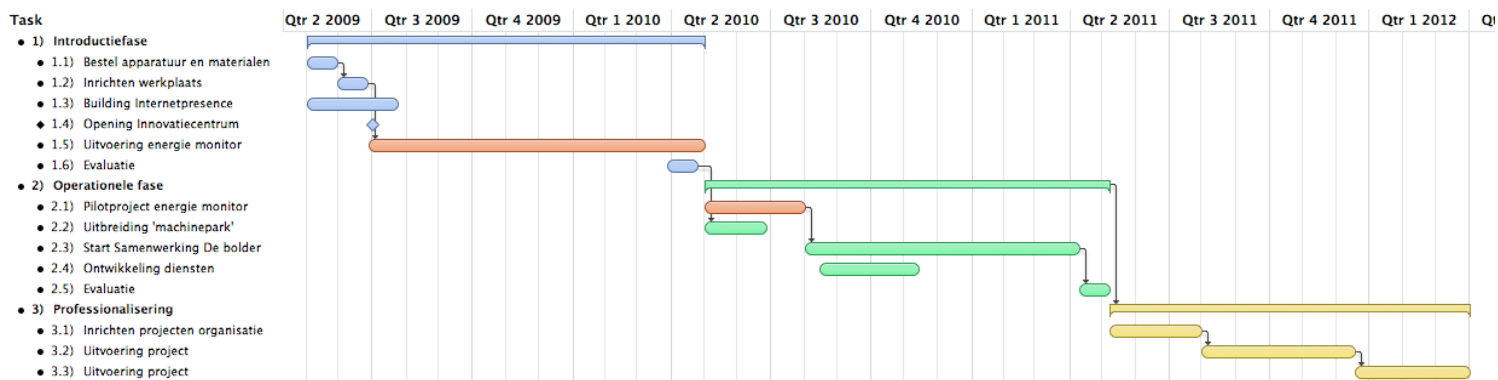 Task Qtr 2 2009 Qtr 3 2009 Qtr 4 2009 Qtr 1 2010 Qtr 2 2010 Qtr 3 2010 Qtr 4 2010 Qtr 1 2011 Qtr 2 2011 Qtr 3 2011 Qtr 4 2011 Qtr 1 2012 Qt
1) Introductiefase
1.1) Bestel apparatuur en materialen
1.2) Inrichten werkplaats
1.3) Building Internetpresence
1.4) Opening Innovatiecentrum
1.5) Uitvoering energie monitor
1.6) Evaluatie
2) Operationele fase
2.1) Pilotproject energie monitor
2.2) Uitbreiding 'machinepark'
2.3) Start Samenwerking De bolder
2.4) Ontwikkeling diensten
2.5) Evaluatie
3) Professionalisering
3.1) Inrichten projecten organisatie
3.2) Uitvoering project
3.3) Uitvoering project